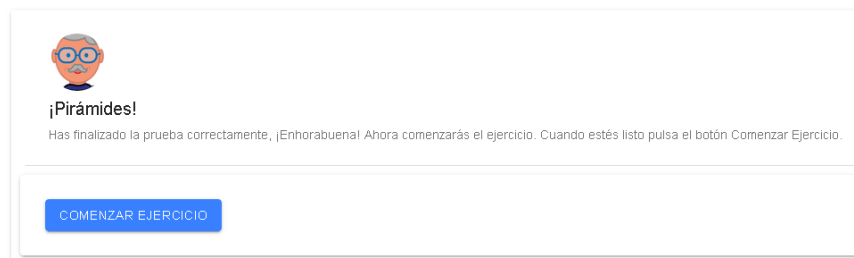 ¡Pirámides!
Has finalizado la prueba correctamente, ¡Enhorabuena! Ahora comenzarás el ejercicio. Cuando estés listo pulsa el botón Comenzar Ejercicio.
COMENZAR EJERCICIO